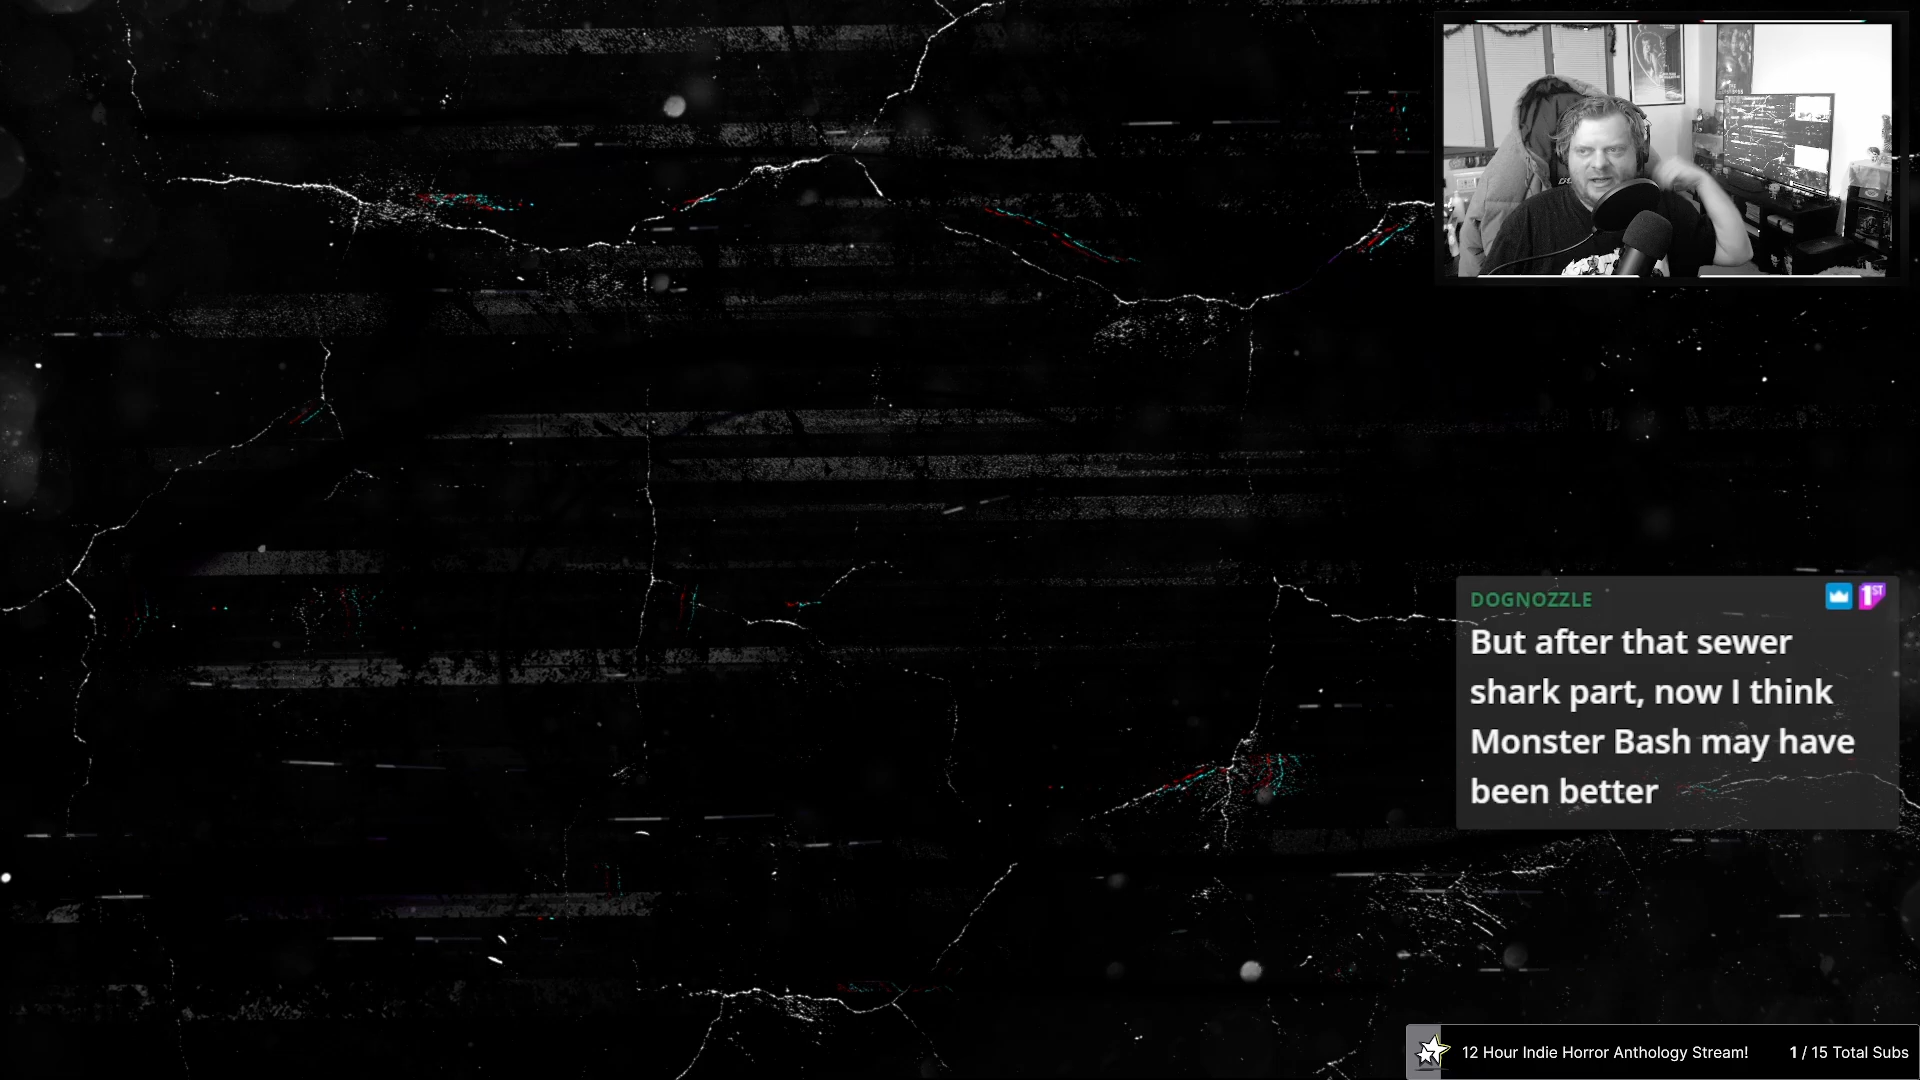 DOGNOZZLE 1ST
But after that sewer
shark part, now I think
Monster Bash may have
been better
12 Hour Indie Horror Anthology Stream! 1 / 15 Total Subs